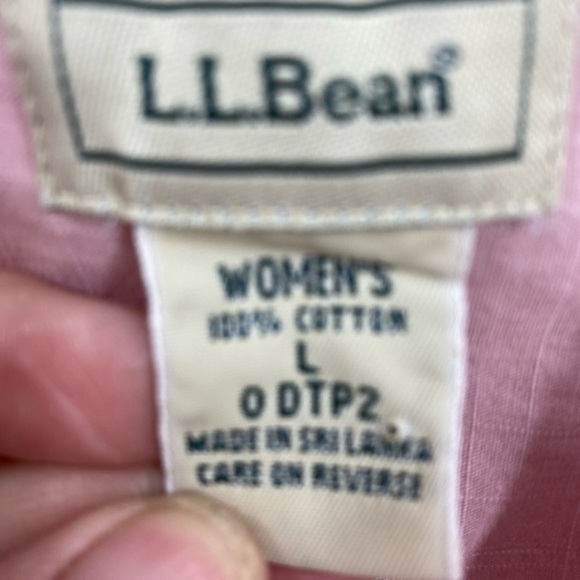 L.L.Bean®
WOMEN'S
100% COTTON
L
0 DTP2
MADE IN SRI LANKA
CARE ON REVERSE